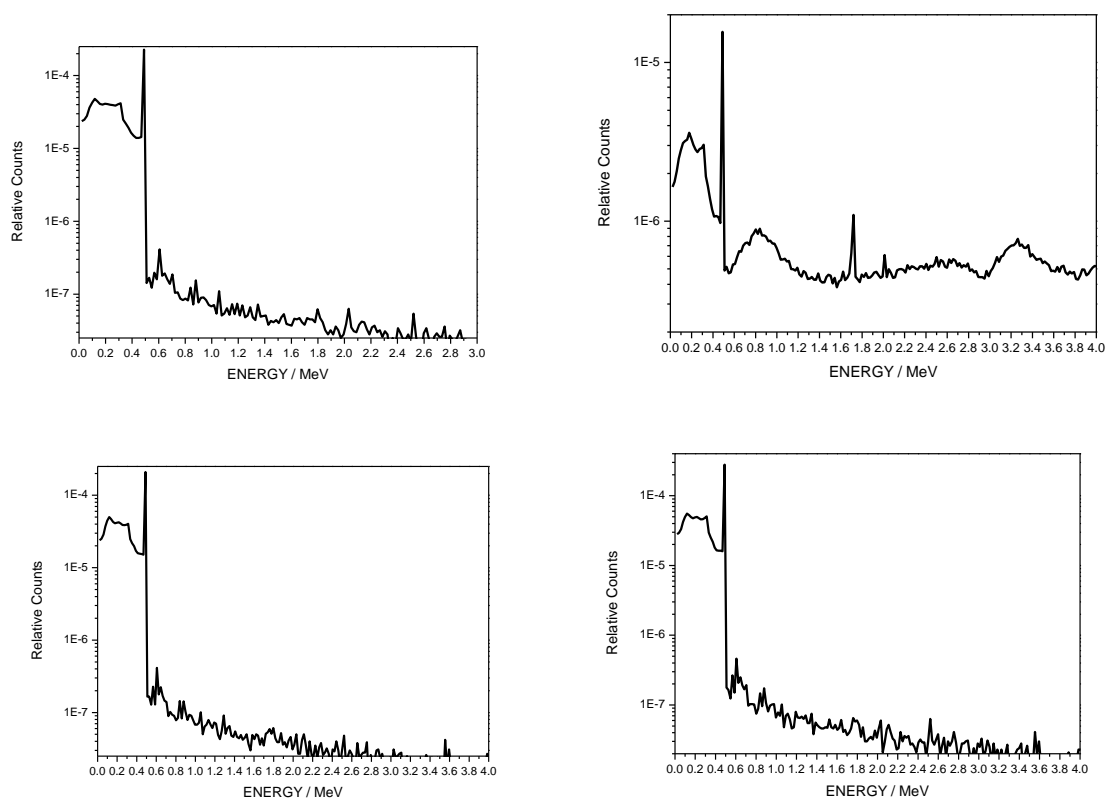 1E-4
1E-5
1E-6
1E-7
Relative Counts
0.0 0.2 0.4 0.6 0.8 1.0 1.2 1.4 1.6 1.8 2.0 2.2 2.4 2.6 2.8 3.0
ENERGY / MeV
1E-5
1E-6
Relative Counts
0.0 0.2 0.4 0.6 0.8 1.0 1.2 1.4 1.6 1.8 2.0 2.2 2.4 2.6 2.8 3.0 3.2 3.4 3.6 3.8 4.0
ENERGY / MeV
1E-4
1E-5
1E-6
1E-7
Relative Counts
0.0 0.2 0.4 0.6 0.8 1.0 1.2 1.4 1.6 1.8 2.0 2.2 2.4 2.6 2.8 3.0 3.2 3.4 3.6 3.8 4.0
ENERGY / MeV
1E-4
1E-5
1E-6
1E-7
Relative Counts
0.0 0.2 0.4 0.6 0.8 1.0 1.2 1.4 1.6 1.8 2.0 2.2 2.4 2.6 2.8 3.0 3.2 3.4 3.6 3.8 4.0
ENERGY / MeV